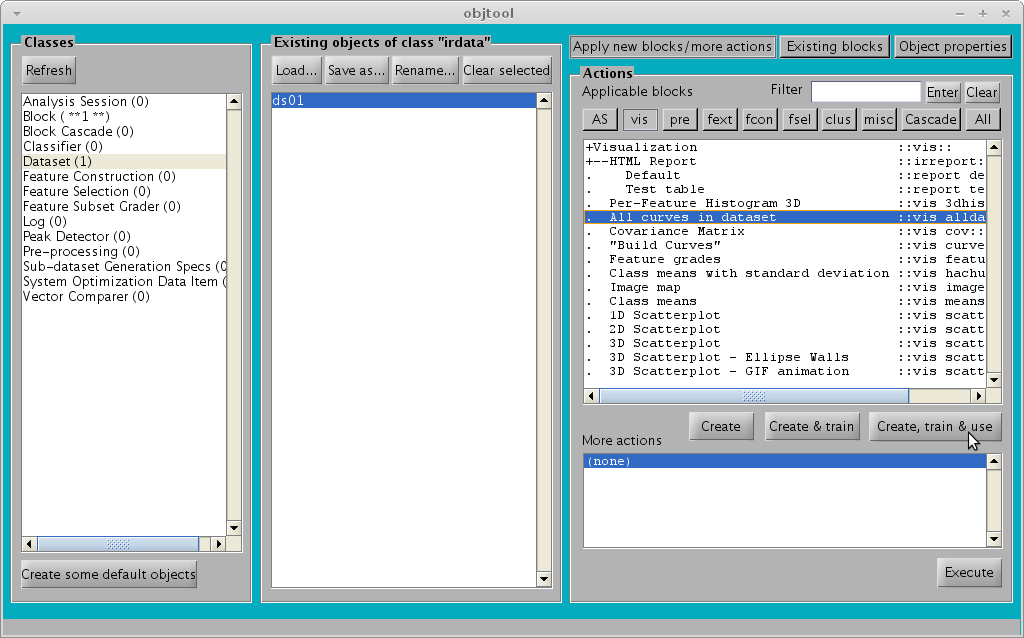 objtool
Classes
Refresh
Analysis Session (0)
Block ( **1 **)
Block Cascade (0)
Classifier (0)
Dataset (1)
Feature Construction (0)
Feature Selection (0)
Feature Subset Grader (0)
Log (0)
Peak Detector (0)
Pre-processing (0)
Sub-dataset Generation Specs (0
System Optimization Data Item (
Vector Comparer (0)
Create some default objects
Existing objects of class "irdata"
Load... Save as... Rename... Clear selected
ds01
Apply new blocks/more actions Existing blocks Object properties
Actions
Applicable blocks Filter Enter Clear
AS vis pre fext fcon fsel clus misc Cascade All
+Visualization ::vis::
+--HTML Report ::irreport:
. Default ::report de
. Test table ::report te
. Per-Feature Histogram 3D ::vis 3dhis
. All curves in dataset ::vis allda
. Covariance Matrix ::vis cov::
. "Build Curves" ::vis curve
. Feature grades ::vis featu
. Class means with standard deviation ::vis hachu
. Image map ::vis image
. Class means ::vis means
. 1D Scatterplot ::vis scatt
. 2D Scatterplot ::vis scatt
. 3D Scatterplot ::vis scatt
. 3D Scatterplot - Ellipse Walls ::vis scatt
. 3D Scatterplot - GIF animation ::vis scatt
Create Create & train Create, train & use
More actions
(none)
Execute